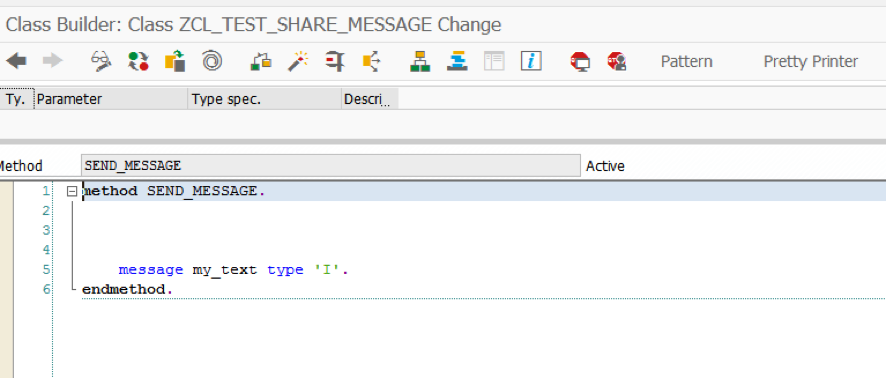 Class Builder: Class ZCL_TEST_SHARE_MESSAGE Change
Pattern Pretty Printer
Ty. Parameter Type spec. Descri...
Method SEND_MESSAGE Active
1 method SEND_MESSAGE.
2
3
4
5 message my_text type 'I'.
6 endmethod.